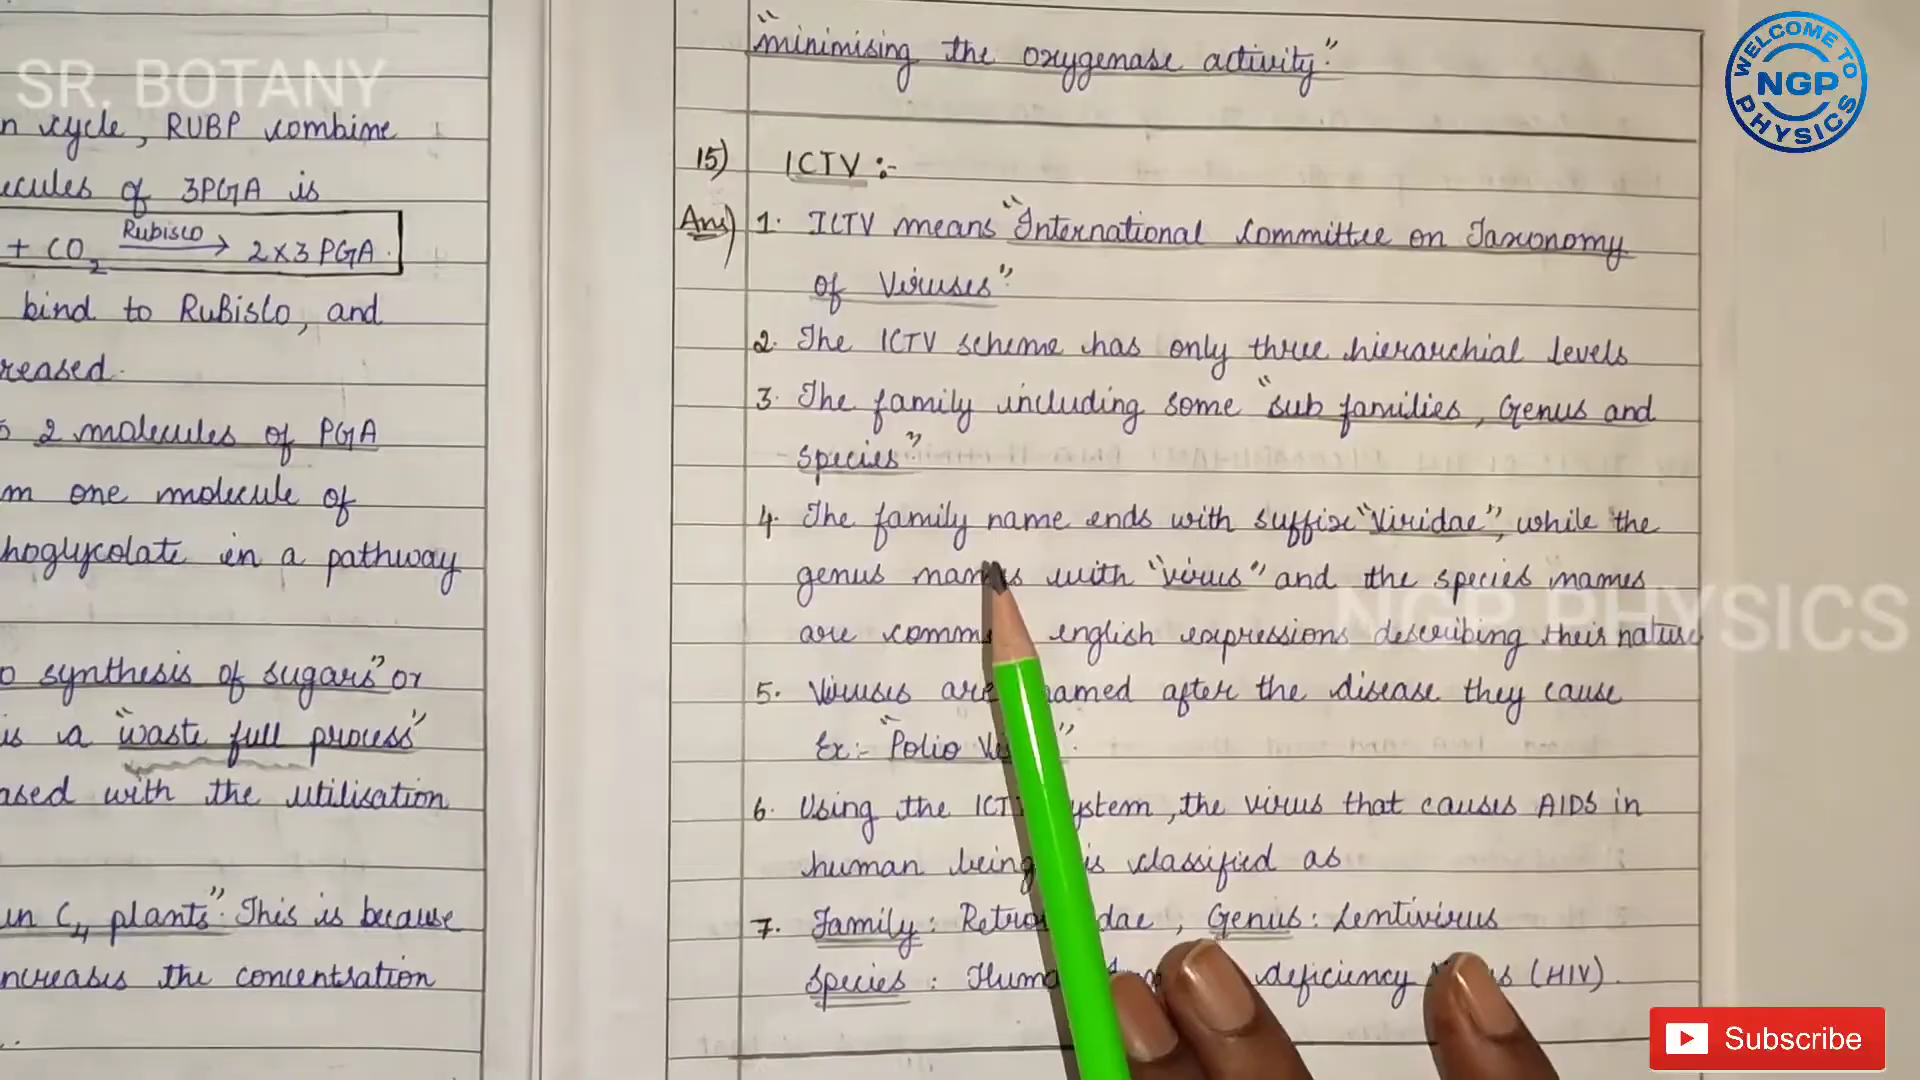 SR. BOTANY
n cycle, RUBP combine
ecules of 3PGA is
+ CO2 Rubisco → 2x3 PGA.
bind to RuBisCo, and
reased.
2 molecules of PGA
m one molecule of
hoglycolate in a pathway
o synthesis of sugars" or
is a "waste full process"
ased with the utilisation
in C4 plants". This is because
ncreases the concentration
"minimising the oxygenase activity."
15) ICTV :-
Ans) 1. ICTV means "International Committee on Taxonomy
of Viruses".
2. The ICTV scheme has only three hierarchial levels
3. The family including some "sub families, Genus and
Species"
4. The family name ends with suffix "Viridae", while the
genus names with "virus" and the species names
are english expressions describing their nature
5. Viruses are named after the disease they cause
Ex:- "Polio
6. Using the system, the virus that causes AIDS in
human being is classified as
7. Family : , Genus : Lentivirus
Species : deficiency (HIV).
WELCOME TO
NGP
PHYSICS
NGP PHYSICS
Subscribe